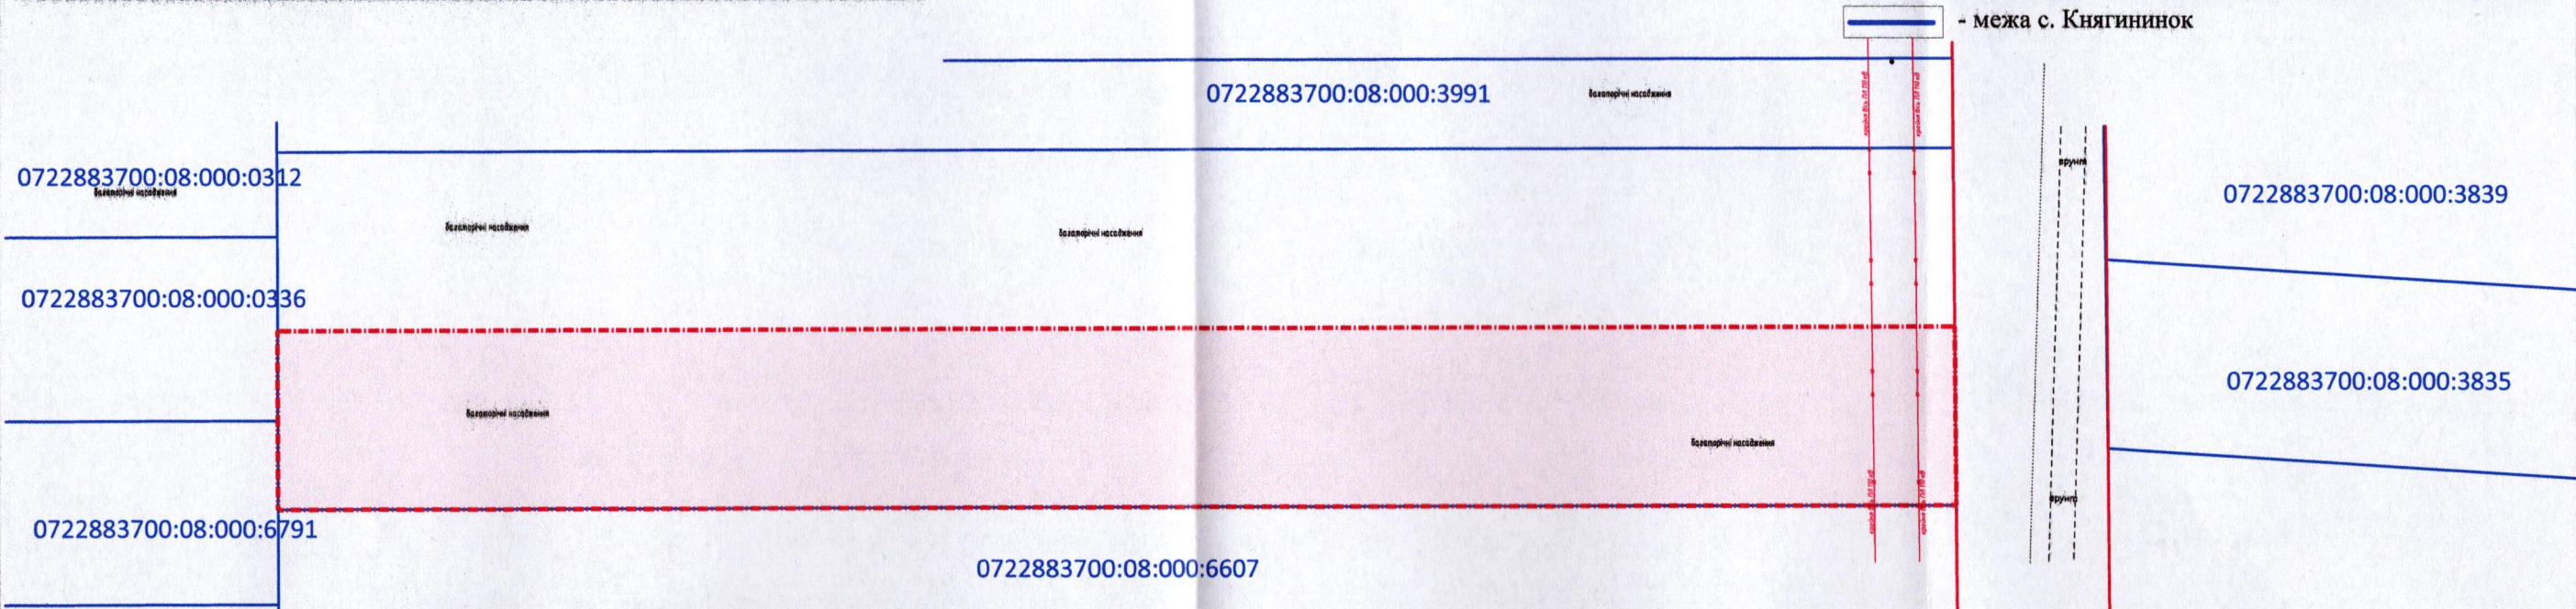 - межа с. Княгининок
0722883700:08:000:3991
багаторічні насадження
0722883700:08:000:0312
багаторічні насадження
ґрунт
0722883700:08:000:3839
багаторічні насадження
багаторічні насадження
0722883700:08:000:0336
0722883700:08:000:3835
багаторічні насадження
багаторічні насадження
ґрунт
0722883700:08:000:6791
0722883700:08:000:6607